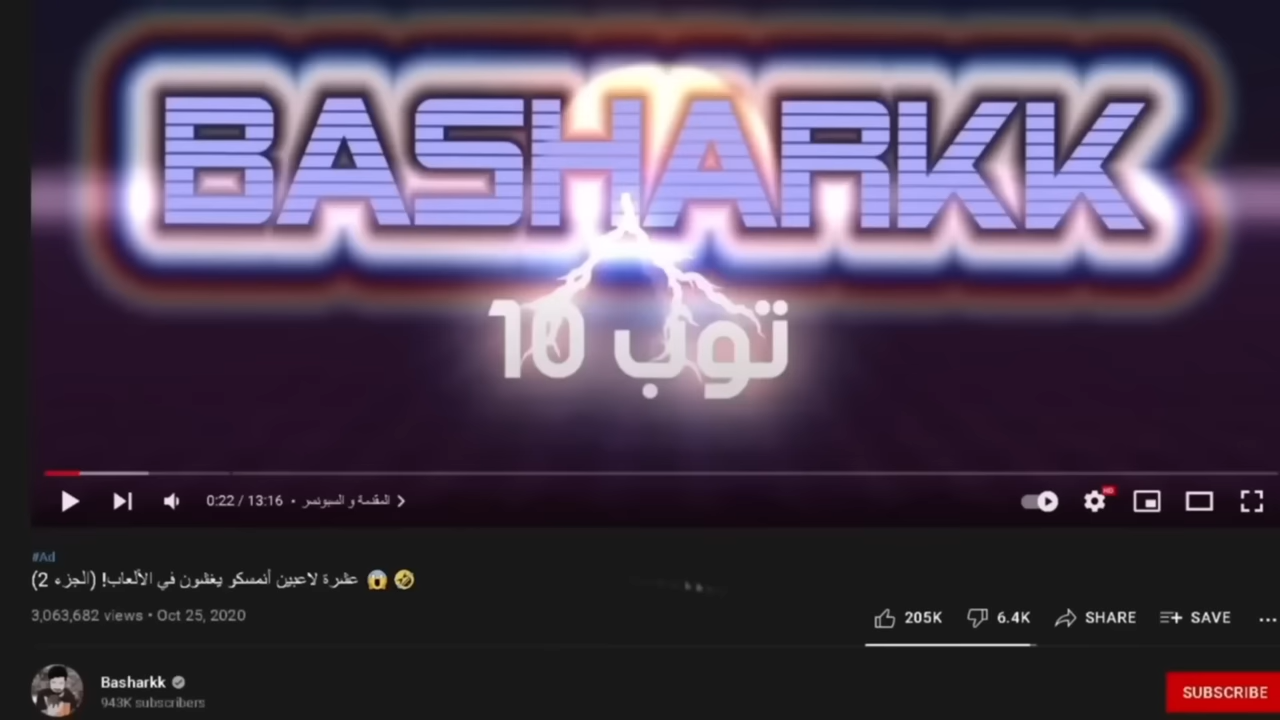 BASHARKK
توب 10
0:22 / 13:16 • المقدمة و السبونسر
HD
#Ad
عشرة لاعبين أنمسكو يغشون في الألعاب! (الجزء 2) 😱 🤣
3,063,682 views • Oct 25, 2020
205K 6.4K SHARE SAVE ...
Basharkk
943K subscribers
SUBSCRIBE